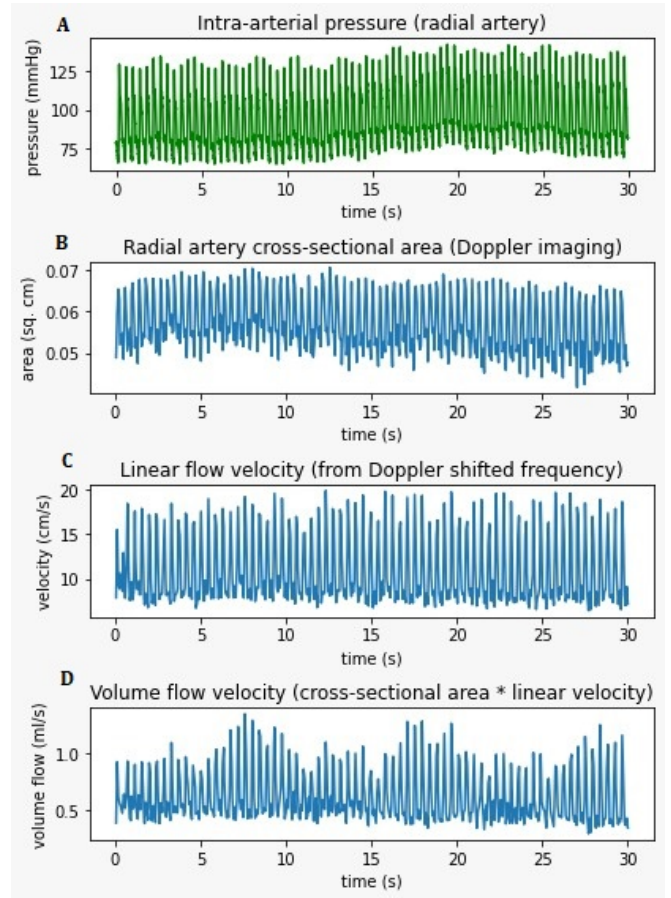 A
Intra-arterial pressure (radial artery)
pressure (mmHg)
125
100
75
0 5 10 15 20 25 30
time (s)
B
Radial artery cross-sectional area (Doppler imaging)
area (sq. cm)
0.07
0.06
0.05
0 5 10 15 20 25 30
time (s)
C
Linear flow velocity (from Doppler shifted frequency)
velocity (cm/s)
20
15
10
0 5 10 15 20 25 30
time (s)
D
Volume flow velocity (cross-sectional area * linear velocity)
volume flow (ml/s)
1.0
0.5
0 5 10 15 20 25 30
time (s)